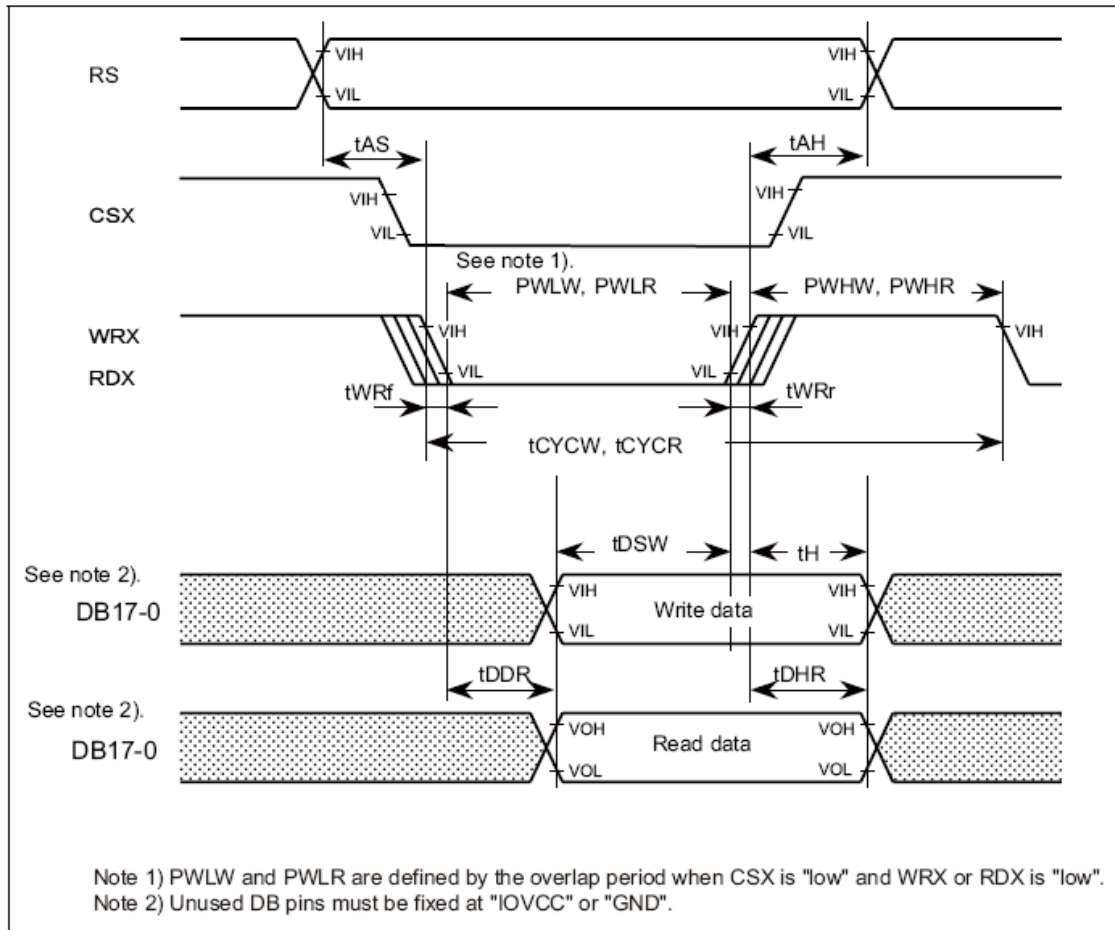 RS
VIH
VIH
VIL
VIL
tAS
tAH
CSX
VIH
VIH
VIL
VIL
See note 1).
PWLW, PWLR
PWHW, PWHR
WRX
VIH
VIH
VIH
RDX
VIL
VIL
tWRf
tWRr
tCYCW, tCYCR
tDSW
tH
See note 2).
DB17-0
VIH
Write data
VIH
VIL
VIL
tDDR
tDHR
See note 2).
DB17-0
VOH
Read data
VOH
VOL
VOL
Note 1) PWLW and PWLR are defined by the overlap period when CSX is "low" and WRX or RDX is "low".
Note 2) Unused DB pins must be fixed at "IOVCC" or "GND".